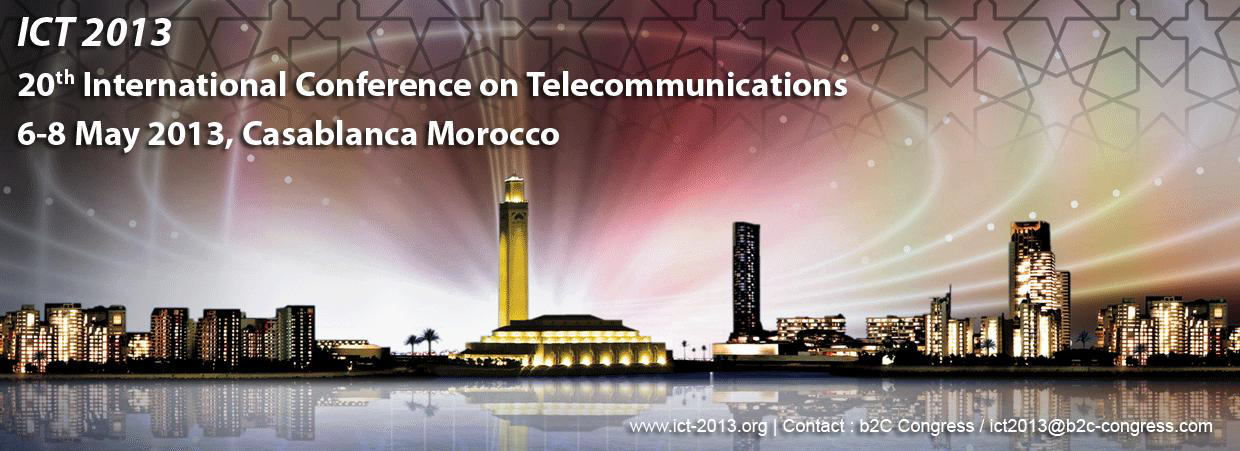 ICT 2013
20th International Conference on Telecommunications
6-8 May 2013, Casablanca Morocco
www.ict-2013.org | Contact : b2C Congress / ict2013@b2c-congress.com